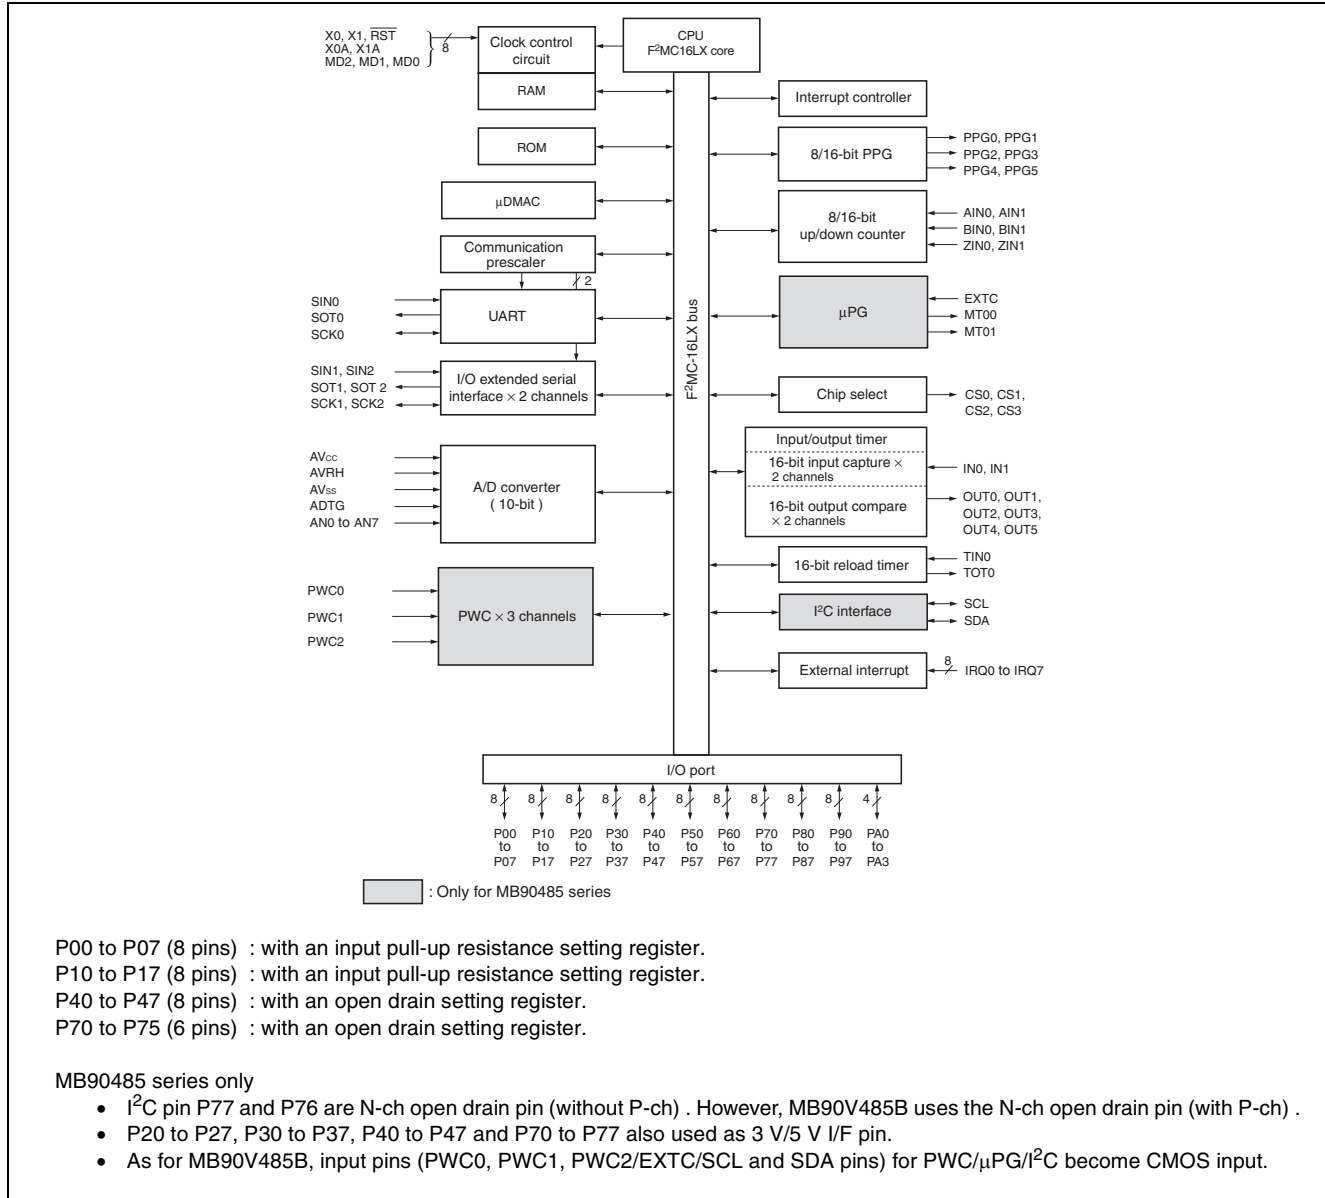 X0, X1, RST
X0A, X1A
MD2, MD1, MD0
8
Clock control
circuit
CPU
F²MC16LX core
RAM
ROM
μDMAC
Communication
prescaler
2
SIN0
SOT0
SCK0
UART
SIN1, SIN2
SOT1, SOT 2
SCK1, SCK2
I/O extended serial
interface × 2 channels
AVcc
AVRH
AVss
ADTG
AN0 to AN7
A/D converter
( 10-bit )
PWC0
PWC1
PWC2
PWC × 3 channels
F²MC-16LX bus
Interrupt controller
8/16-bit PPG
PPG0, PPG1
PPG2, PPG3
PPG4, PPG5
8/16-bit
up/down counter
AIN0, AIN1
BIN0, BIN1
ZIN0, ZIN1
μPG
EXTC
MT00
MT01
Chip select
CS0, CS1,
CS2, CS3
Input/output timer
16-bit input capture ×
2 channels
16-bit output compare
× 2 channels
IN0, IN1
OUT0, OUT1,
OUT2, OUT3,
OUT4, OUT5
16-bit reload timer
TIN0
TOT0
I²C interface
SCL
SDA
External interrupt
8
IRQ0 to IRQ7
I/O port
8 8 8 8 8 8 8 8 8 8 4
P00 P10 P20 P30 P40 P50 P60 P70 P80 P90 PA0
to to to to to to to to to to to
P07 P17 P27 P37 P47 P57 P67 P77 P87 P97 PA3
: Only for MB90485 series
P00 to P07 (8 pins) : with an input pull-up resistance setting register.
P10 to P17 (8 pins) : with an input pull-up resistance setting register.
P40 to P47 (8 pins) : with an open drain setting register.
P70 to P75 (6 pins) : with an open drain setting register.
MB90485 series only
• I²C pin P77 and P76 are N-ch open drain pin (without P-ch) . However, MB90V485B uses the N-ch open drain pin (with P-ch) .
• P20 to P27, P30 to P37, P40 to P47 and P70 to P77 also used as 3 V/5 V I/F pin.
• As for MB90V485B, input pins (PWC0, PWC1, PWC2/EXTC/SCL and SDA pins) for PWC/μPG/I²C become CMOS input.